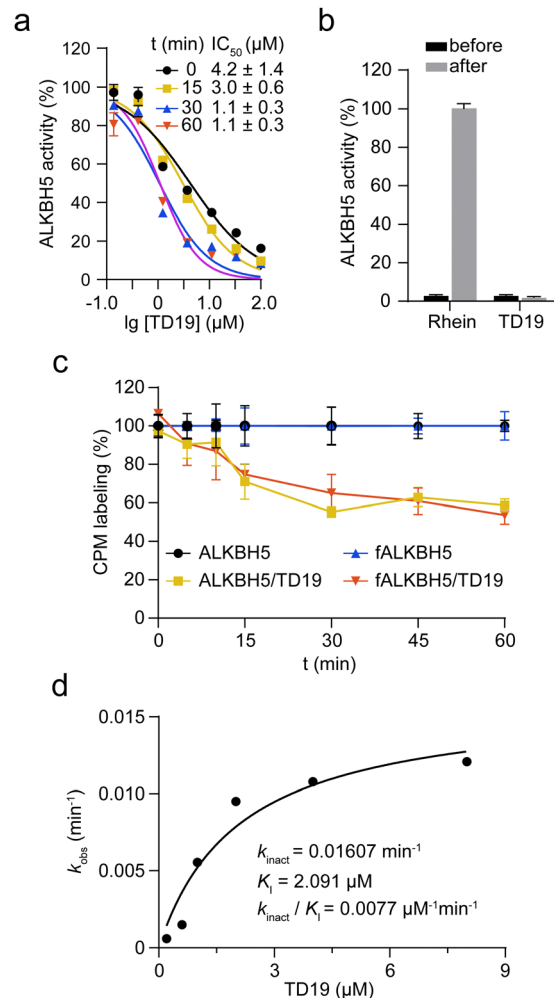 a
t (min) IC50 (µM)
0 4.2 ± 1.4
15 3.0 ± 0.6
30 1.1 ± 0.3
60 1.1 ± 0.3
ALKBH5 activity (%)
120
100
80
60
40
20
0
-1.0 0 1.0 2.0
lg [TD19] (µM)
b
before
after
ALKBH5 activity (%)
120
100
80
60
40
20
0
Rhein TD19
c
CPM labeling (%)
120
100
80
60
40
20
0
ALKBH5 fALKBH5
ALKBH5/TD19 fALKBH5/TD19
0 15 30 45 60
t (min)
d
kobs (min-1)
0.015
0.010
0.005
0
kinact = 0.01607 min-1
KI = 2.091 µM
kinact / KI = 0.0077 µM-1min-1
0 3 6 9
TD19 (µM)